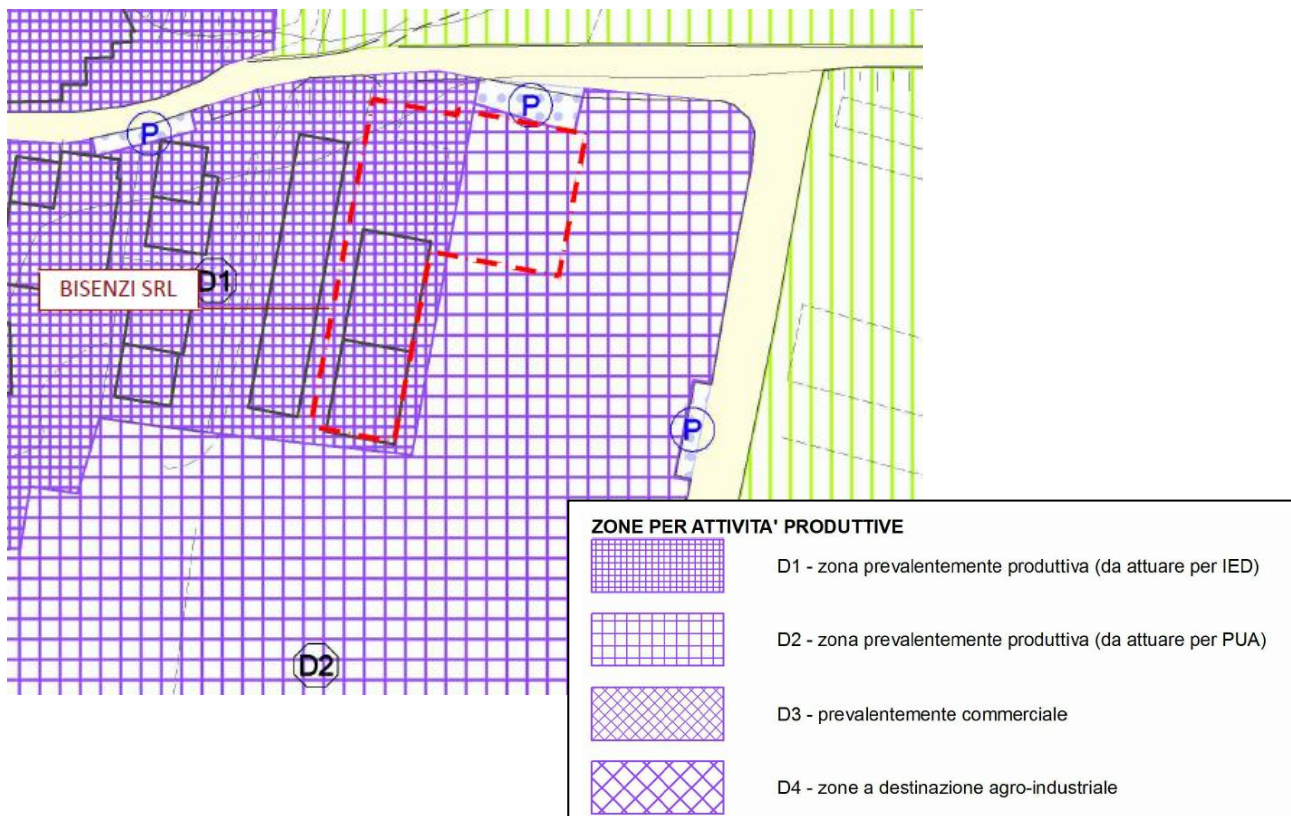 P
P
D1
BISENZI SRL
P
D2
ZONE PER ATTIVITA' PRODUTTIVE
D1 - zona prevalentemente produttiva (da attuare per IED)
D2 - zona prevalentemente produttiva (da attuare per PUA)
D3 - prevalentemente commerciale
D4 - zone a destinazione agro-industriale